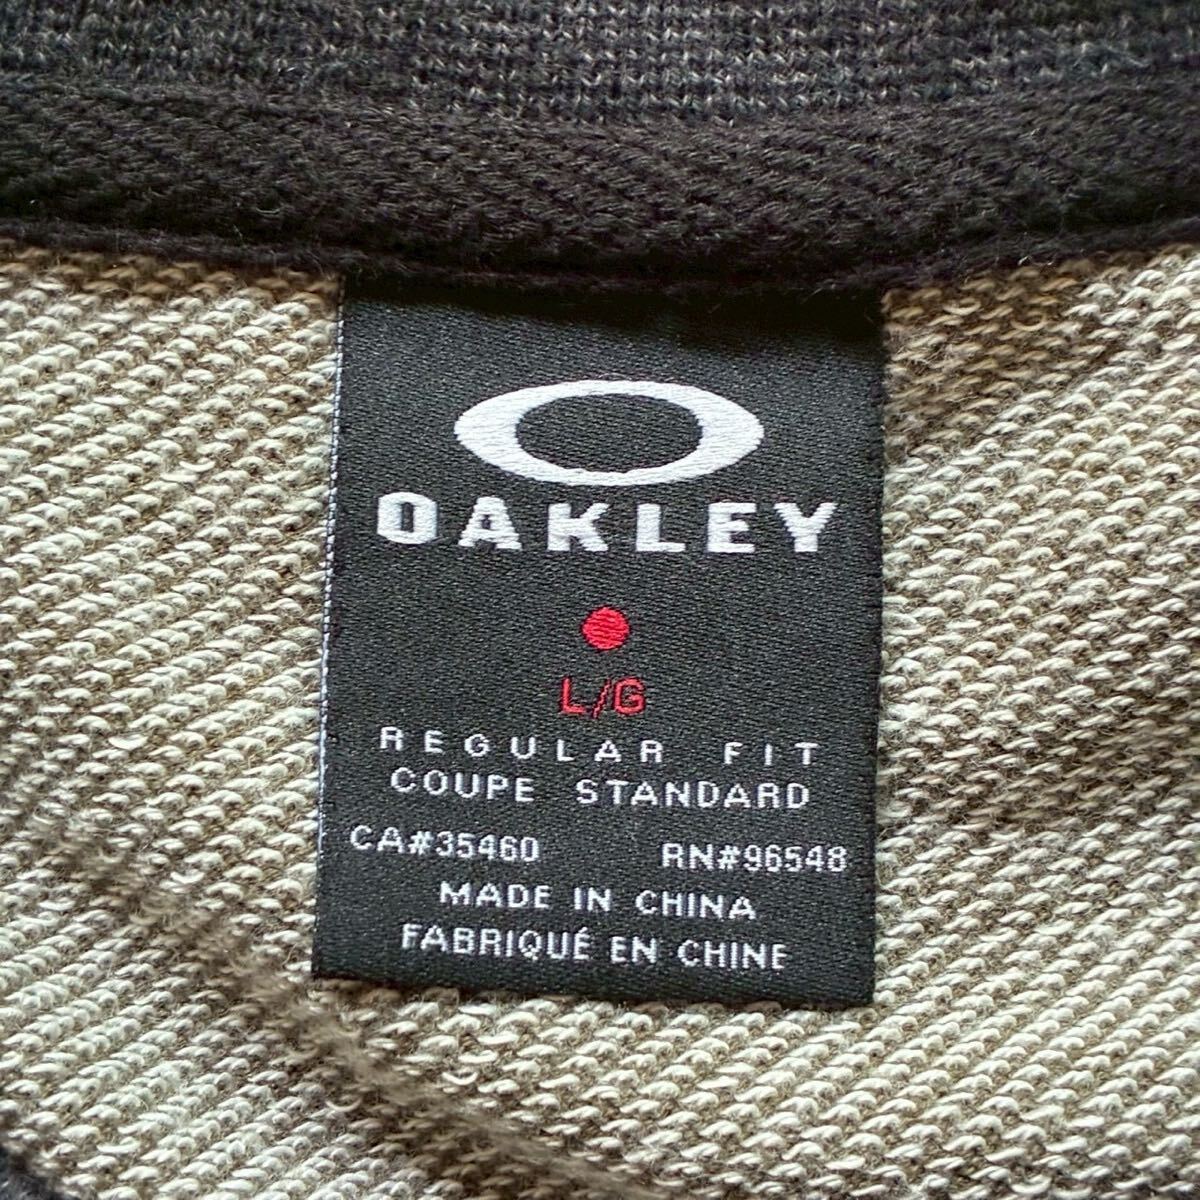 OAKLEY
L/G
REGULAR FIT
COUPE STANDARD
CA#35460 RN#96548
MADE IN CHINA
FABRIQUÉ EN CHINE